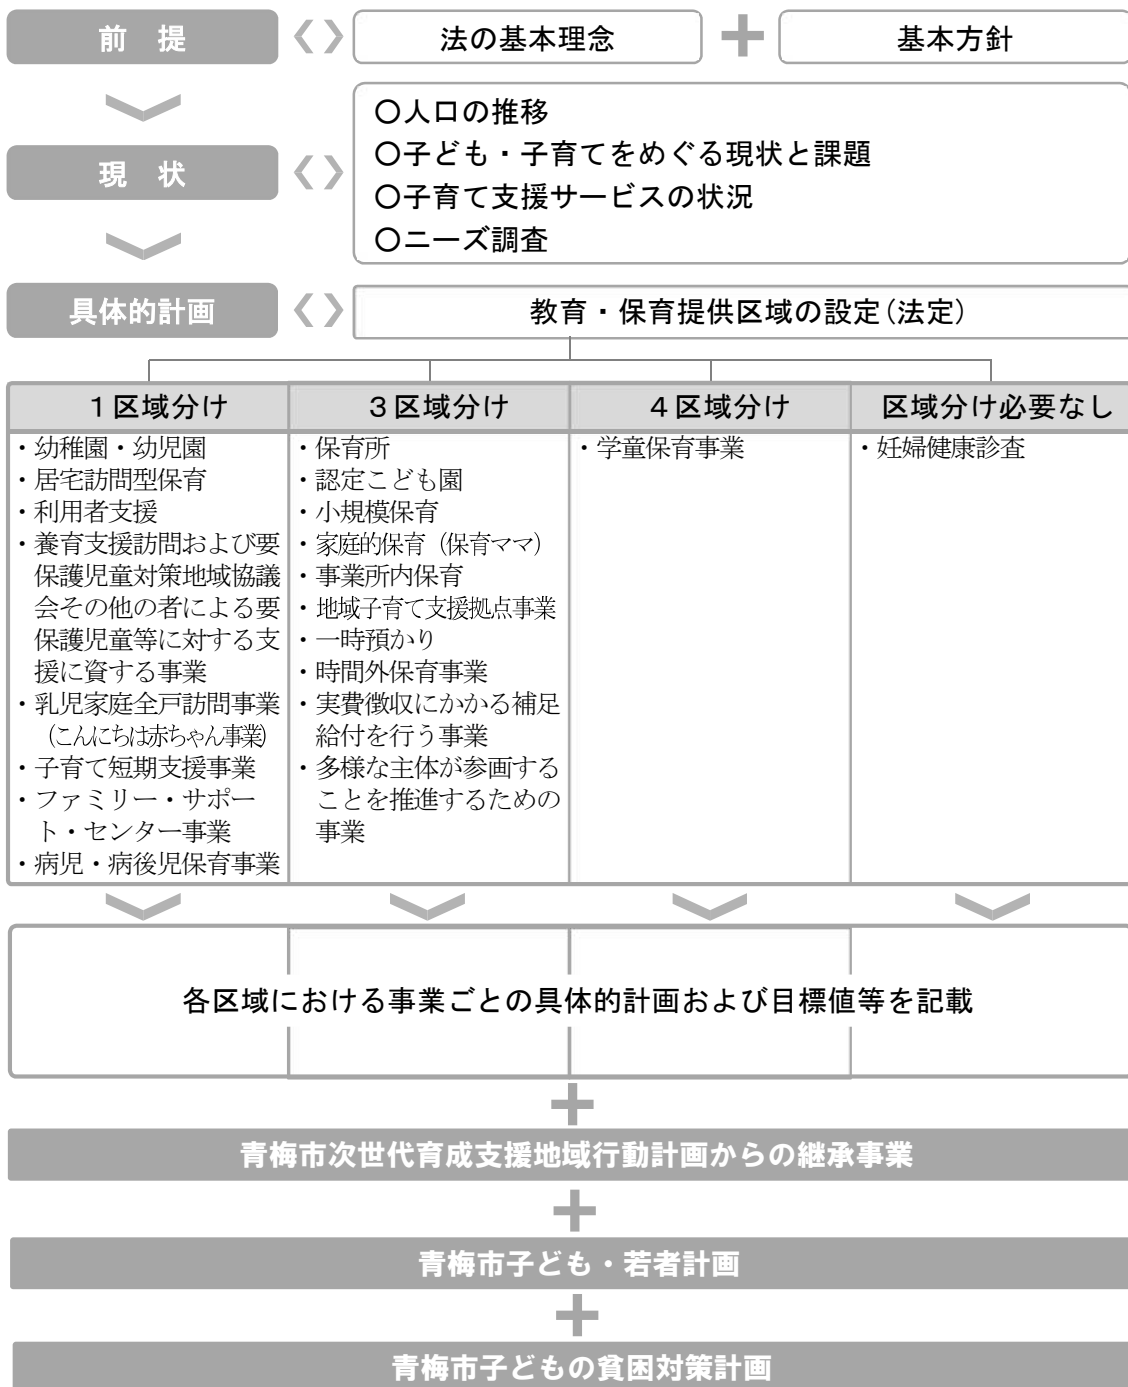 前 提
法の基本理念
基本方針
現 状
〇人口の推移
〇子ども・子育てをめぐる現状と課題
〇子育て支援サービスの状況
〇ニーズ調査
具体的計画
教育・保育提供区域の設定(法定)
1区域分け
・幼稚園・幼児園
・居宅訪問型保育
・利用者支援
・養育支援訪問および要
保護児童対策地域協議
会その他の者による要
保護児童等に対する支
援に資する事業
・乳児家庭全戸訪問事業
(こんにちは赤ちゃん事業)
・子育て短期支援事業
・ファミリー・サポー
ト・センター事業
・病児・病後児保育事業
3区域分け
・保育所
・認定こども園
・小規模保育
・家庭的保育(保育ママ)
・事業所内保育
・地域子育て支援拠点事業
・一時預かり
・時間外保育事業
・実費徴収にかかる補足
給付を行う事業
・多様な主体が参画する
ことを推進するための
事業
4区域分け
・学童保育事業
区域分け必要なし
・妊婦健康診査
各区域における事業ごとの具体的計画および目標値等を記載
青梅市次世代育成支援地域行動計画からの継承事業
青梅市子ども・若者計画
青梅市子どもの貧困対策計画